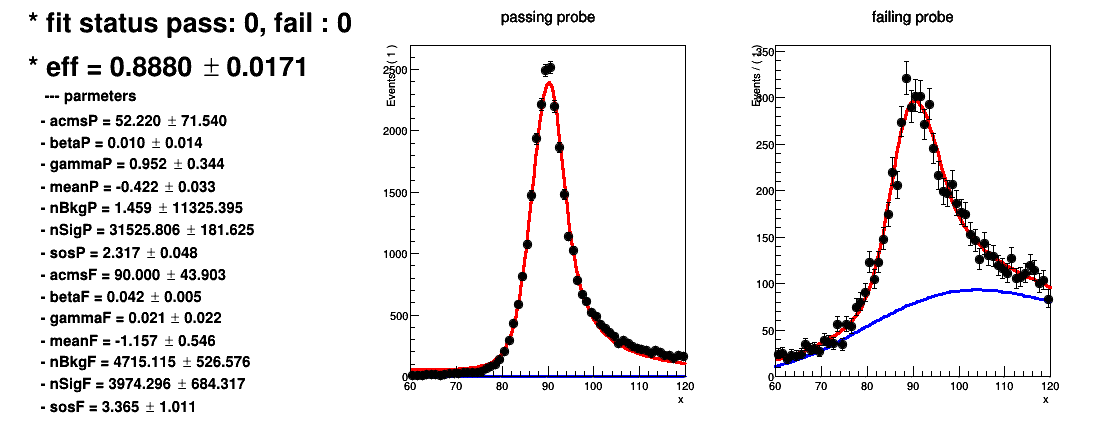 * fit status pass: 0, fail : 0
* eff = 0.8880 ± 0.0171
--- parmeters
- acmsP = 52.220 ± 71.540
- betaP = 0.010 ± 0.014
- gammaP = 0.952 ± 0.344
- meanP = -0.422 ± 0.033
- nBkgP = 1.459 ± 11325.395
- nSigP = 31525.806 ± 181.625
- sosP = 2.317 ± 0.048
- acmsF = 90.000 ± 43.903
- betaF = 0.042 ± 0.005
- gammaF = 0.021 ± 0.022
- meanF = -1.157 ± 0.546
- nBkgF = 4715.115 ± 526.576
- nSigF = 3974.296 ± 684.317
- sosF = 3.365 ± 1.011
passing probe
Events / ( 1 )
2500
2000
1500
1000
500
0
60 70 80 90 100 110 120
x
failing probe
Events / ( 1 )
350
300
250
200
150
100
50
0
60 70 80 90 100 110 120
x